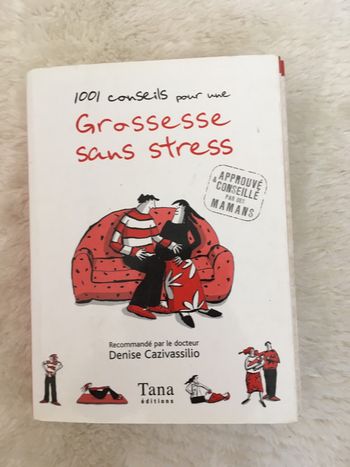 1001 conseils pour une
Grossesse
sans stress
APPROUVÉ
& CONSEILLÉ
PAR DES
MAMANS
Recommandé par le docteur
Denise Cazivassilio
Tana
éditions